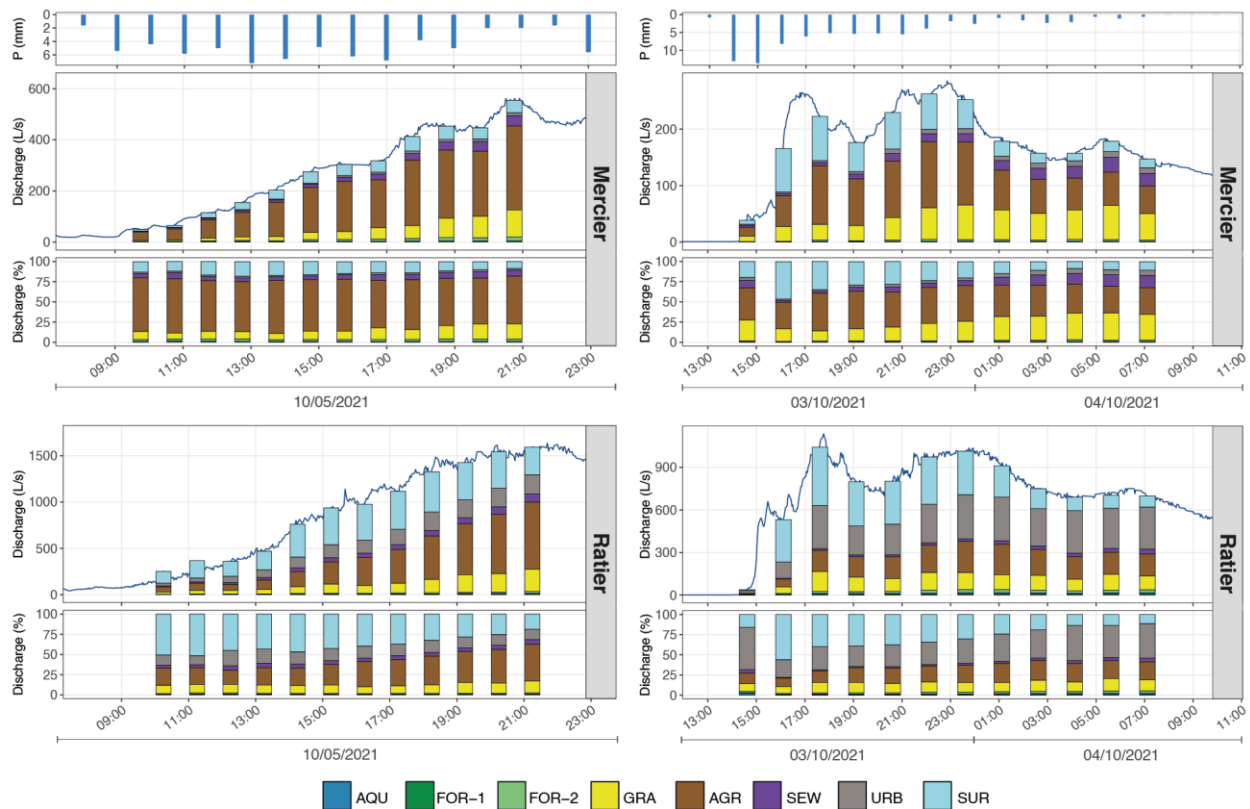 P (mm)
0
2
4
6
P (mm)
0
5
10
Discharge (L/s)
600
400
200
0
Mercier
Discharge (L/s)
200
100
0
Mercier
Discharge (%)
100
75
50
25
0
Discharge (%)
100
75
50
25
0
09:00 11:00 13:00 15:00 17:00 19:00 21:00 23:00
10/05/2021
13:00 15:00 17:00 19:00 21:00 23:00 01:00 03:00 05:00 07:00 09:00 11:00
03/10/2021 04/10/2021
Discharge (L/s)
1500
1000
500
0
Ratier
Discharge (L/s)
900
600
300
0
Ratier
Discharge (%)
100
75
50
25
0
Discharge (%)
100
75
50
25
0
09:00 11:00 13:00 15:00 17:00 19:00 21:00 23:00
10/05/2021
13:00 15:00 17:00 19:00 21:00 23:00 01:00 03:00 05:00 07:00 09:00 11:00
03/10/2021 04/10/2021
AQU FOR-1 FOR-2 GRA AGR SEW URB SUR